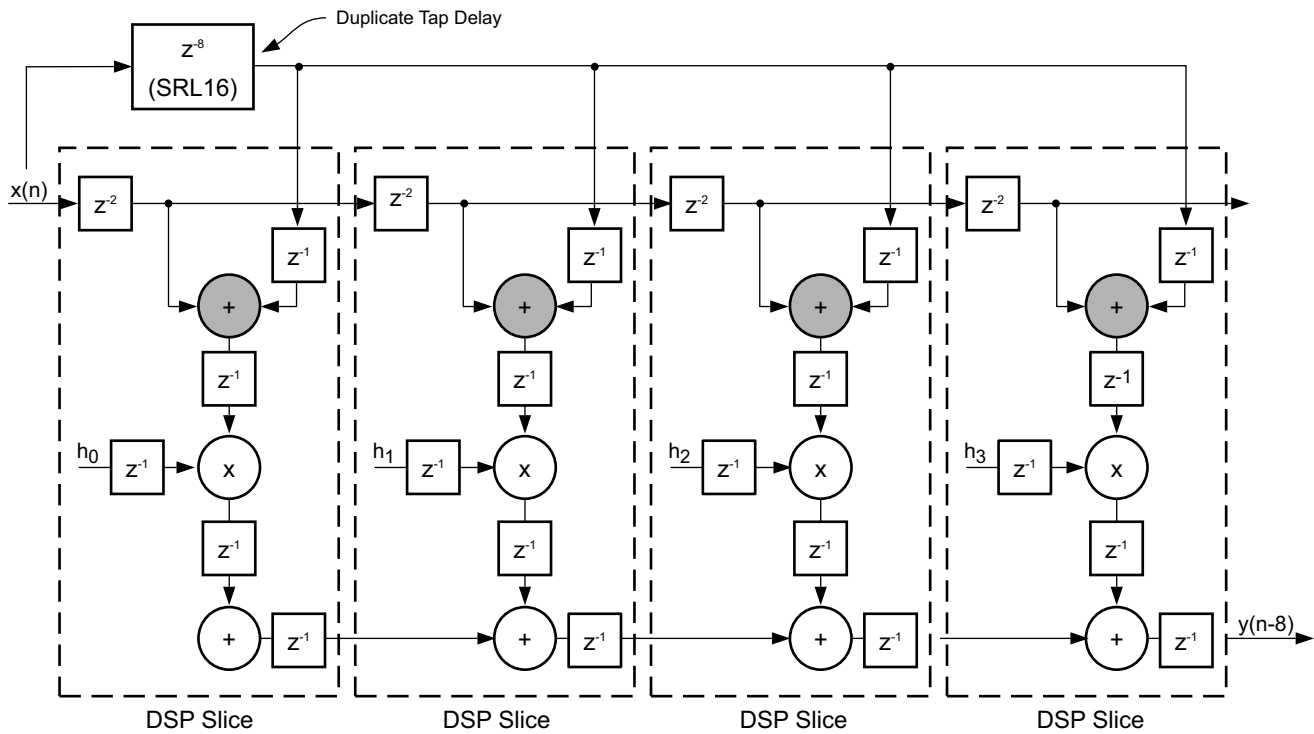 Duplicate Tap Delay
z⁻⁸
(SRL16)
x(n)
z⁻²
z⁻²
z⁻²
z⁻²
z⁻¹
z⁻¹
z⁻¹
z⁻¹
+
+
+
+
z⁻¹
z⁻¹
z⁻¹
z-1
h₀
z⁻¹
x
h₁
z⁻¹
x
h₂
z⁻¹
x
h₃
z⁻¹
x
z⁻¹
z⁻¹
z⁻¹
z⁻¹
+
z⁻¹
+
z⁻¹
+
z⁻¹
+
z⁻¹
y(n-8)
DSP Slice
DSP Slice
DSP Slice
DSP Slice